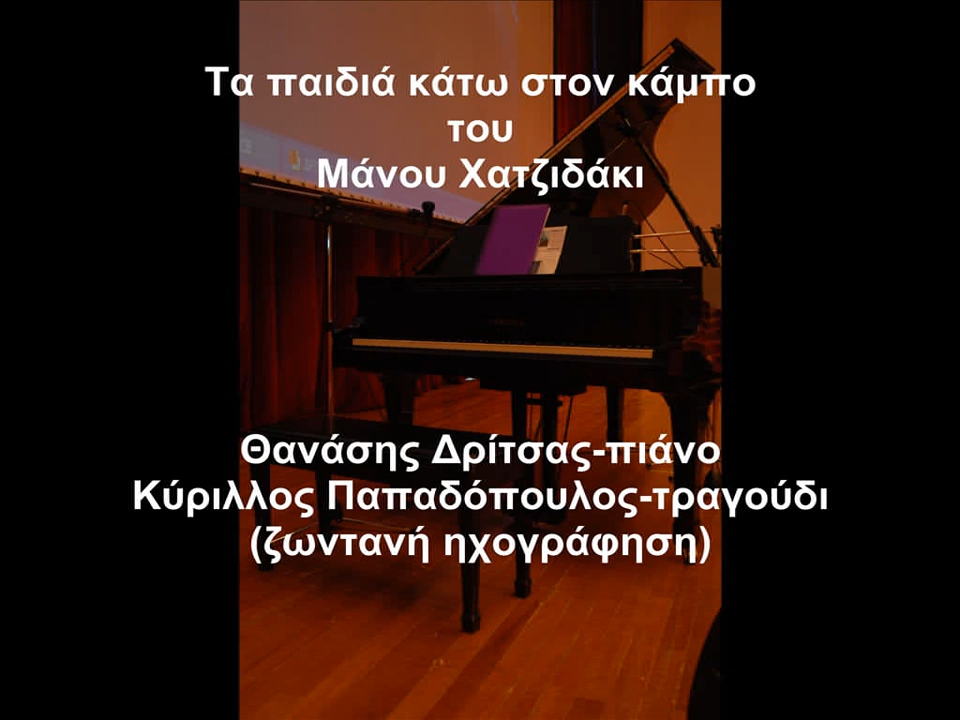 Τα παιδιά κάτω στον κάμπο
του
Μάνου Χατζιδάκι
Θανάσης Δρίτσας-πιάνο
Κύριλλος Παπαδόπουλος-τραγούδι
(ζωντανή ηχογράφηση)